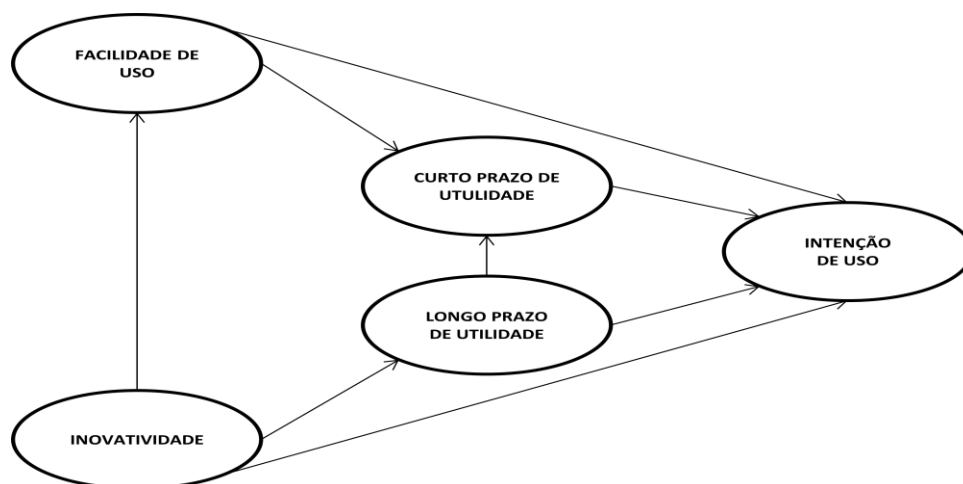 FACILIDADE DE
USO
CURTO PRAZO DE
UTULIDADE
INTENÇÃO
DE USO
LONGO PRAZO
DE UTILIDADE
INOVATIVIDADE